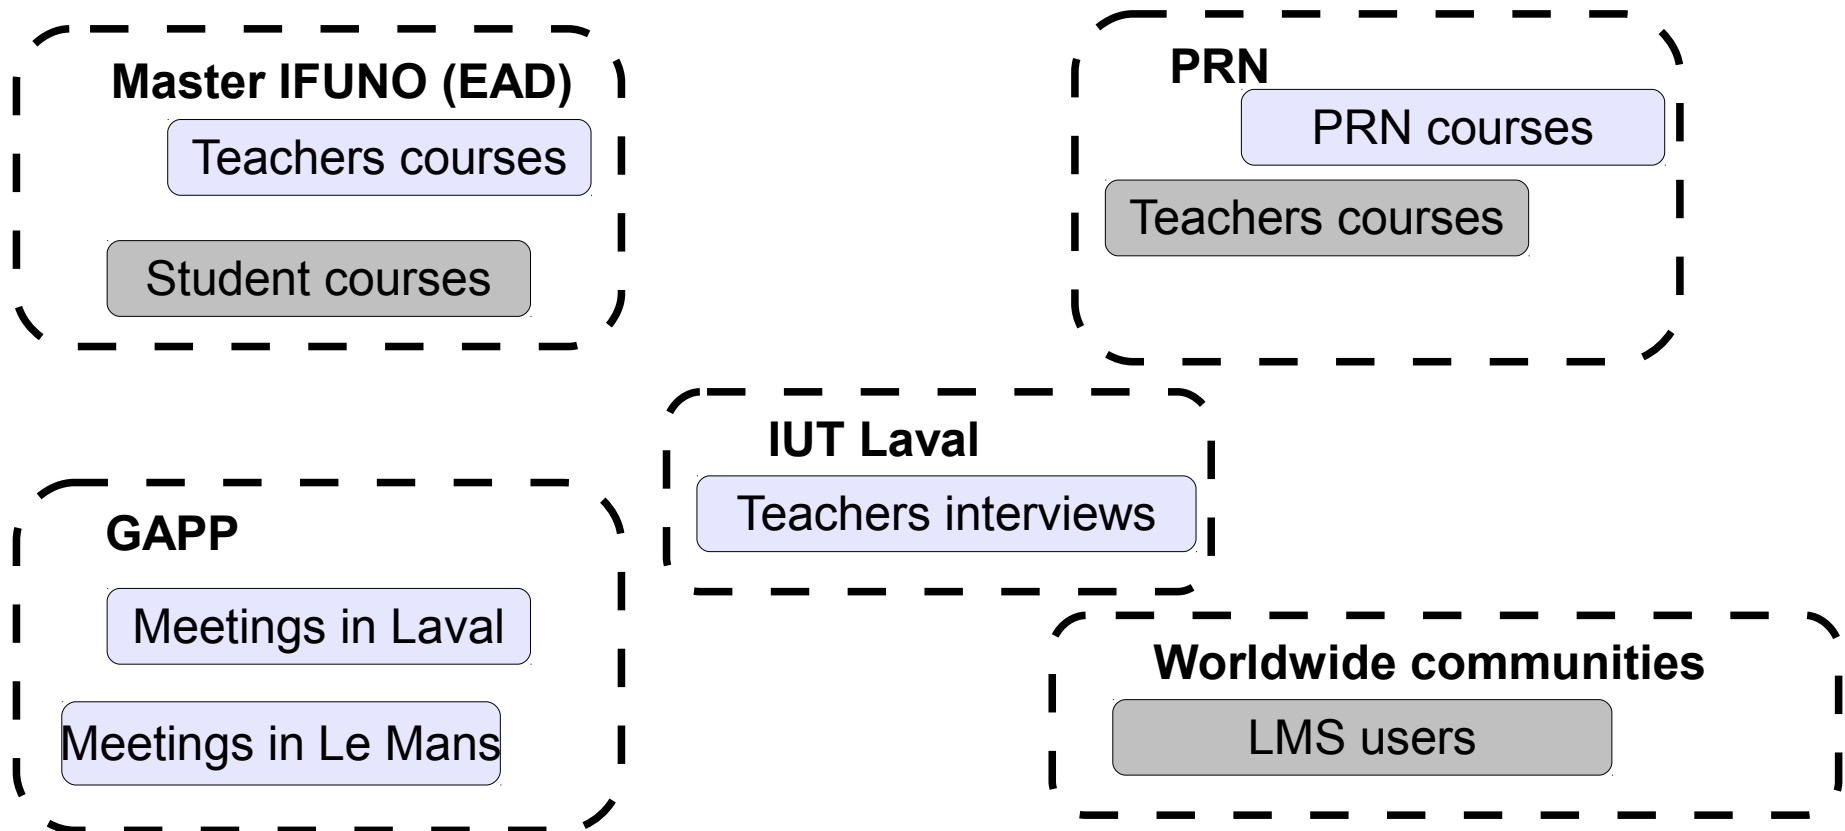 Master IFUNO (EAD)
Teachers courses
Student courses
PRN
PRN courses
Teachers courses
IUT Laval
Teachers interviews
GAPP
Meetings in Laval
Meetings in Le Mans
Worldwide communities
LMS users